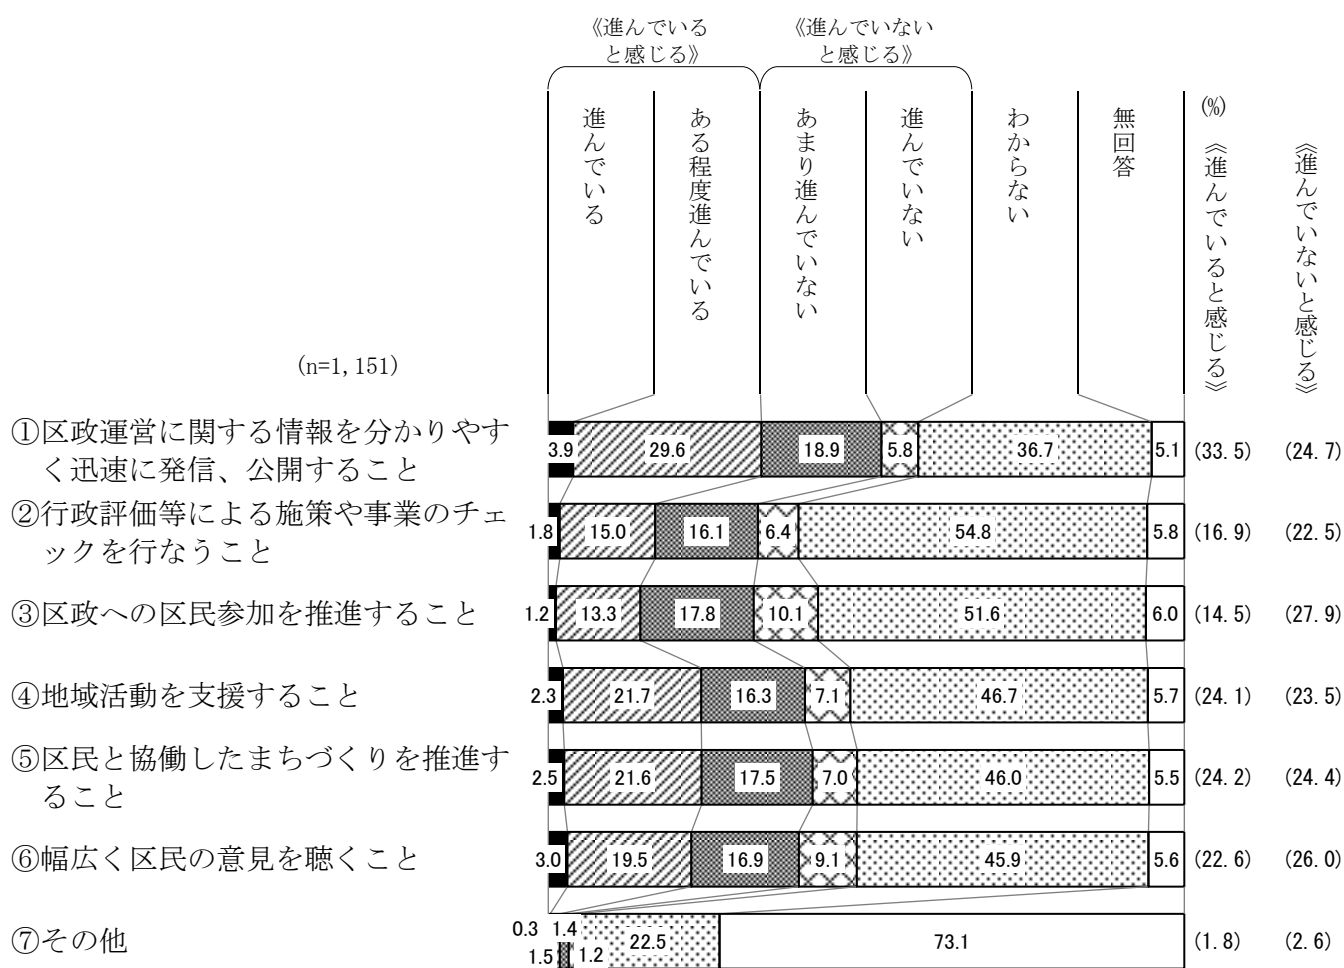 《進んでいる
と感じる》
《進んでいない
と感じる》
進んでいる
ある程度進んでいる
あまり進んでいない
進んでいない
わからない
無回答
(%)
《進んでいると感じる》
《進んでいないと感じる》
(n=1,151)
①区政運営に関する情報を分かりやす
く迅速に発信、公開すること
3.9 29.6 18.9 5.8 36.7 5.1 (33.5) (24.7)
②行政評価等による施策や事業のチェ
ックを行なうこと
1.8 15.0 16.1 6.4 54.8 5.8 (16.9) (22.5)
③区政への区民参加を推進すること
1.2 13.3 17.8 10.1 51.6 6.0 (14.5) (27.9)
④地域活動を支援すること
2.3 21.7 16.3 7.1 46.7 5.7 (24.1) (23.5)
⑤区民と協働したまちづくりを推進す
ること
2.5 21.6 17.5 7.0 46.0 5.5 (24.2) (24.4)
⑥幅広く区民の意見を聴くこと
3.0 19.5 16.9 9.1 45.9 5.6 (22.6) (26.0)
⑦その他
0.3 1.4 22.5 73.1 (1.8) (2.6)
1.5 1.2